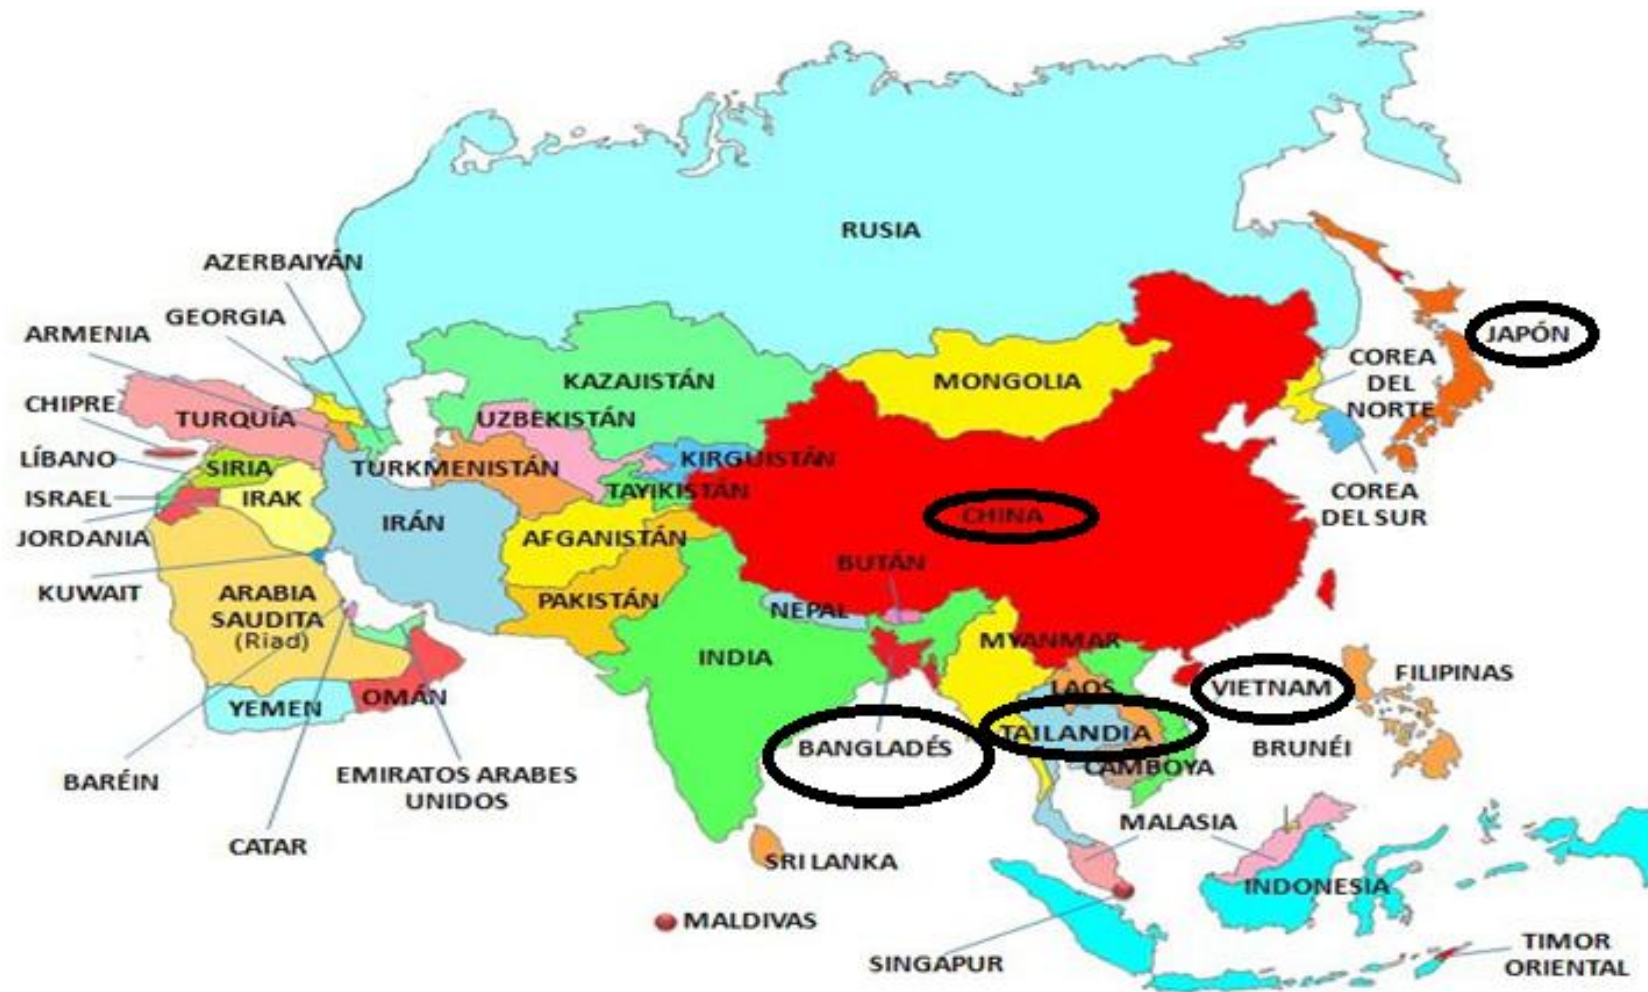 RUSIA
AZERBAIYÁN
GEORGIA
ARMENIA
JAPÓN
COREA
DEL
NORTE
KAZAJISTÁN
MONGOLIA
CHIPRE
TURQUÍA
UZBEKISTÁN
LÍBANO
SIRIA
TURKMENISTÁN
KIRGUISTÁN
ISRAEL
IRAK
TAYIKISTÁN
COREA
DEL SUR
JORDANIA
IRÁN
AFGANISTÁN
CHINA
KUWAIT
ARABIA
SAUDITA
(Riad)
PAKISTÁN
BUTÁN
NEPAL
INDIA
MYANMAR
YEMEN
OMÁN
LAOS
VIETNAM
FILIPINAS
BARÉIN
EMIRATOS ARABES
UNIDOS
BANGLADÉS
TAILANDIA
BRUNÉI
CAMBOYA
CATAR
SRI LANKA
MALASIA
INDONESIA
MALDIVAS
SINGAPUR
TIMOR
ORIENTAL